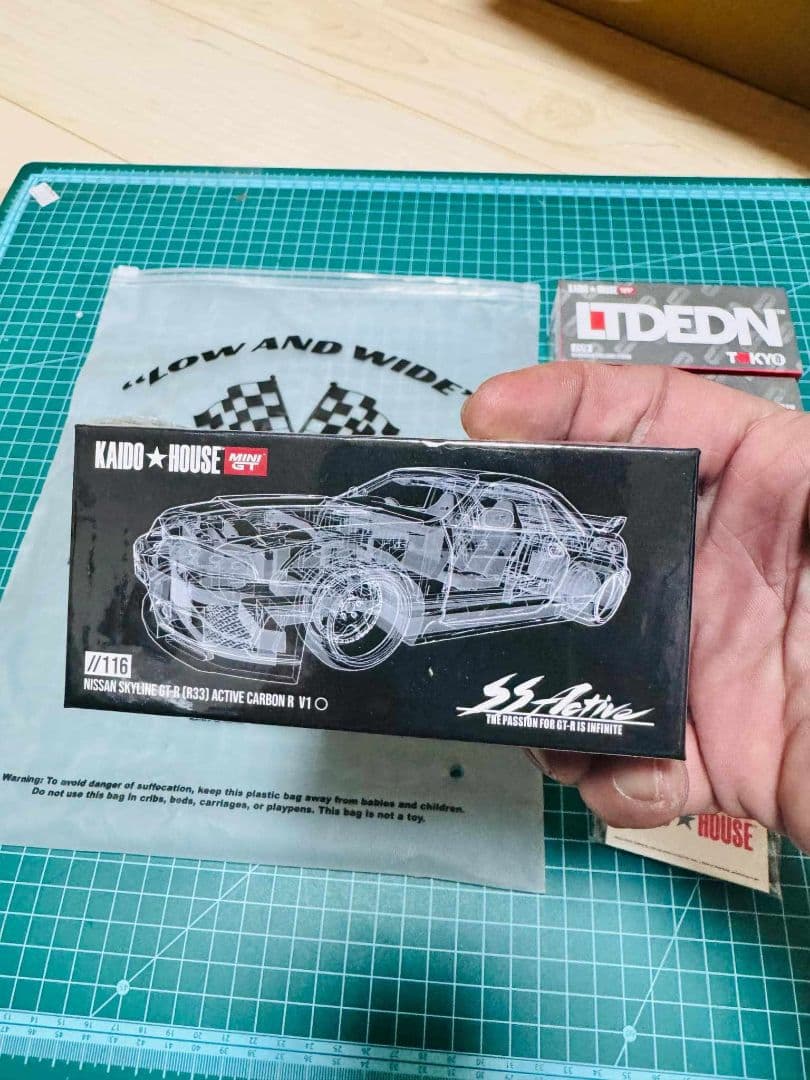 "LOW AND WIDE"
KAIDO★HOUSE
LTDEDN
TOKYO
KAIDO★HOUSE MINI GT
//116
NISSAN SKYLINE GT-R (R33) ACTIVE CARBON R V1
SS Active
THE PASSION FOR GT-R IS INFINITE
Warning: To avoid danger of suffocation, keep this plastic bag away from babies and children.
Do not use this bag in cribs, beds, carriages, or playpens. This bag is not a toy.
★HOUSE